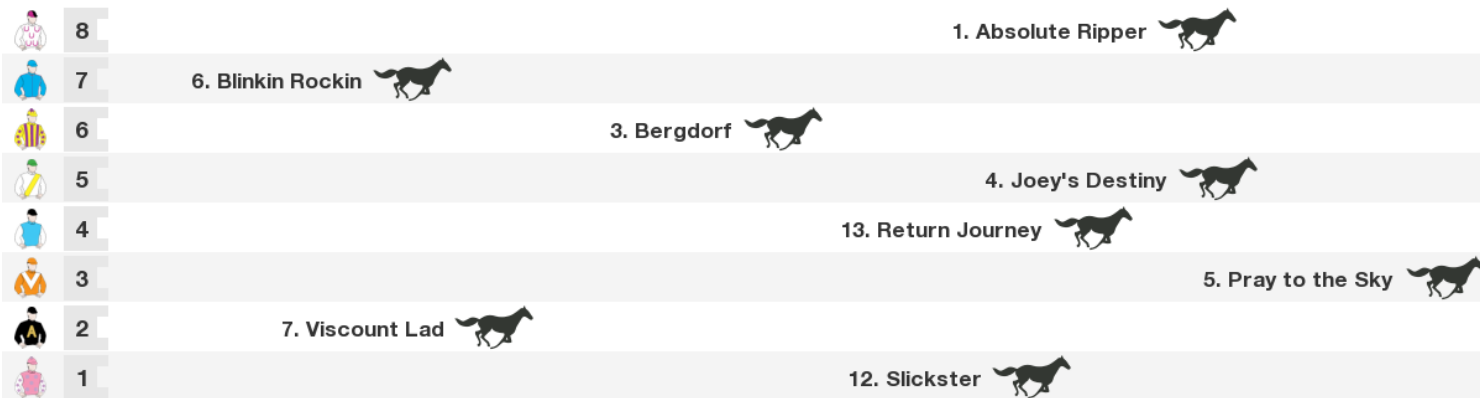 8 1. Absolute Ripper
7 6. Blinkin Rockin
6 3. Bergdorf
5 4. Joey's Destiny
4 13. Return Journey
3 5. Pray to the Sky
A 2 7. Viscount Lad
1 12. Slickster